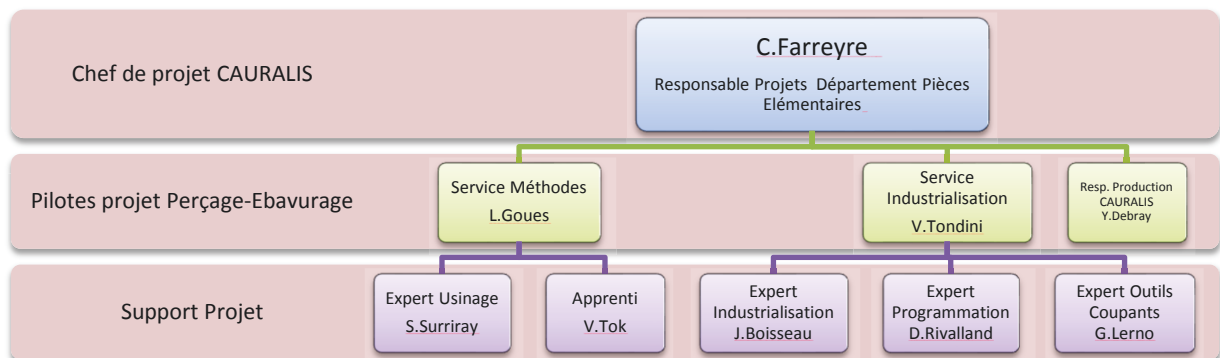 Chef de projet CAURALIS
C.Farreyre
Responsable Projets Département Pièces
Elémentaires
Pilotes projet Perçage-Ebavurage
Service Méthodes
L.Goues
Service
Industrialisation
V.Tondini
Resp. Production
CAURALIS
Y.Debray
Support Projet
Expert Usinage
S.Surriray
Apprenti
V.Tok
Expert
Industrialisation
J.Boisseau
Expert
Programmation
D.Rivalland
Expert Outils
Coupants
G.Lerno